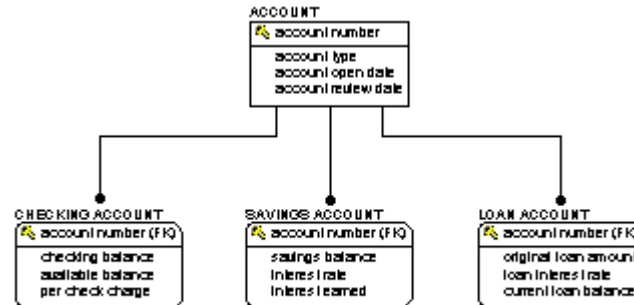 ACCOUNT
account number
account type
account open date
account review date
CHECKING ACCOUNT
account number (FK)
checking balance
available balance
per check charge
SAVINGS ACCOUNT
account number (FK)
savings balance
interest rate
interest earned
LOAN ACCOUNT
account number (FK)
original loan amount
loan interest rate
current loan balance